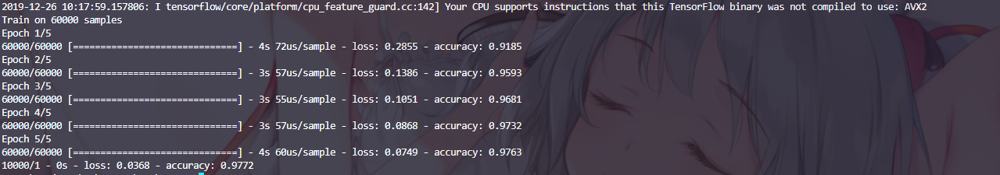 2019-12-26 10:17:59.157806: I tensorflow/core/platform/cpu_feature_guard.cc:142] Your CPU supports instructions that this TensorFlow binary was not compiled to use: AVX2
Train on 60000 samples
Epoch 1/5
60000/60000 [==============================] - 4s 72us/sample - loss: 0.2855 - accuracy: 0.9185
Epoch 2/5
60000/60000 [==============================] - 3s 57us/sample - loss: 0.1386 - accuracy: 0.9593
Epoch 3/5
60000/60000 [==============================] - 3s 55us/sample - loss: 0.1051 - accuracy: 0.9681
Epoch 4/5
60000/60000 [==============================] - 3s 57us/sample - loss: 0.0868 - accuracy: 0.9732
Epoch 5/5
60000/60000 [==============================] - 4s 60us/sample - loss: 0.0749 - accuracy: 0.9763
10000/1 - 0s - loss: 0.0368 - accuracy: 0.9772